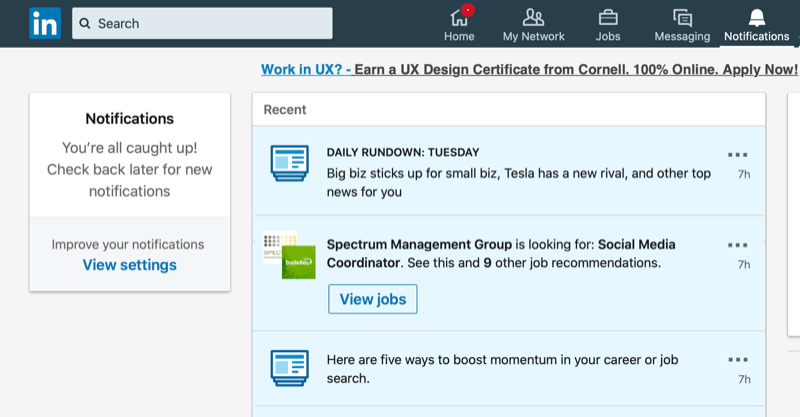 in
Search
Home
My Network
Jobs
Messaging
Notifications
Work in UX? - Earn a UX Design Certificate from Cornell. 100% Online. Apply Now!
Notifications
You're all caught up!
Check back later for new
notifications
Improve your notifications
View settings
Recent
DAILY RUNDOWN: TUESDAY
Big biz sticks up for small biz, Tesla has a new rival, and other top
news for you
7h
Spectrum Management Group is looking for: Social Media
Coordinator. See this and 9 other job recommendations.
7h
tradeKey
View jobs
Here are five ways to boost momentum in your career or job
search.
7h